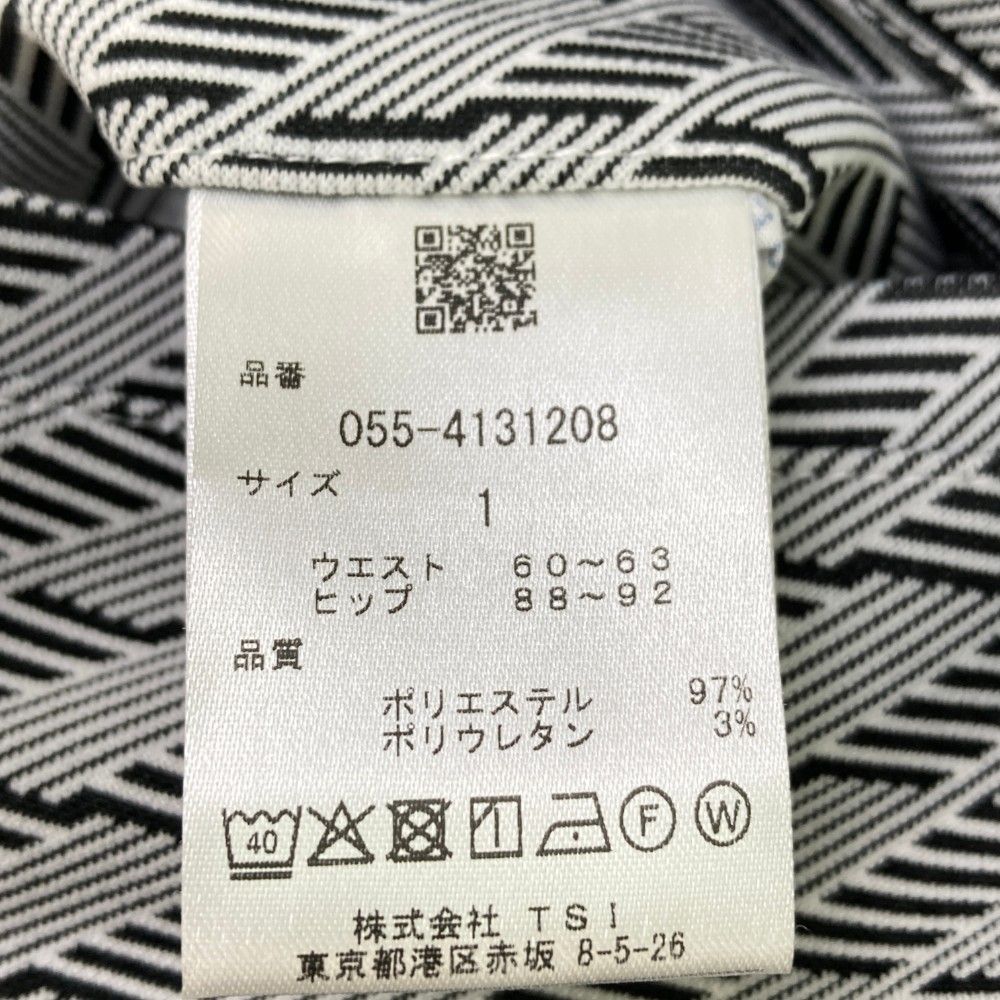 品番
055-4131208
サイズ
1
ウエスト 60～63
ヒップ 88～92
品質
ポリエステル 97%
ポリウレタン 3%
40 F W
株式会社 TSI
東京都港区赤坂 8-5-26